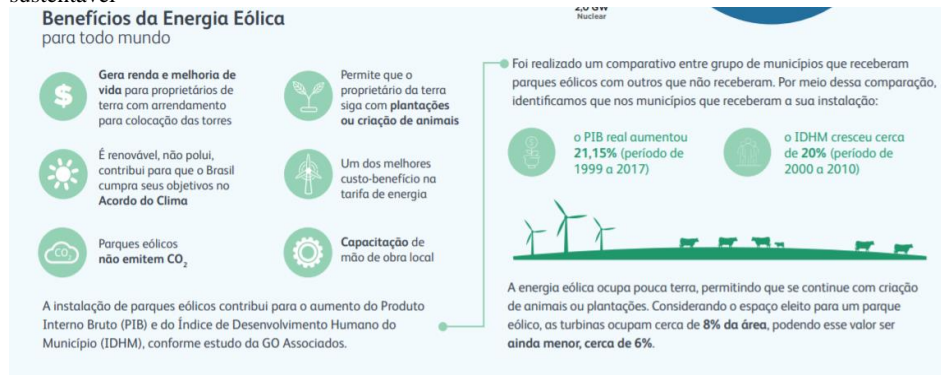 sustentável
Benefícios da Energia Eólica
para todo mundo
Gera renda e melhoria de
vida para proprietários de
terra com arrendamento
para colocação das torres
Permite que o
proprietário da terra
siga com plantações
ou criação de animais
É renovável, não polui,
contribui para que o Brasil
cumpra seus objetivos no
Acordo do Clima
Um dos melhores
custo-benefício na
tarifa de energia
CO2
Parques eólicos
não emitem CO2
Capacitação de
mão de obra local
A instalação de parques eólicos contribui para o aumento do Produto
Interno Bruto (PIB) e do Índice de Desenvolvimento Humano do
Município (IDHM), conforme estudo da GO Associados.
2,0 GW
Nuclear
Foi realizado um comparativo entre grupo de municípios que receberam
parques eólicos com outros que não receberam. Por meio dessa comparação,
identificamos que nos municípios que receberam a sua instalação:
o PIB real aumentou
21,15% (período de
1999 a 2017)
o IDHM cresceu cerca
de 20% (período de
2000 a 2010)
A energia eólica ocupa pouca terra, permitindo que se continue com criação
de animais ou plantações. Considerando o espaço eleito para um parque
eólico, as turbinas ocupam cerca de 8% da área, podendo esse valor ser
ainda menor, cerca de 6%.